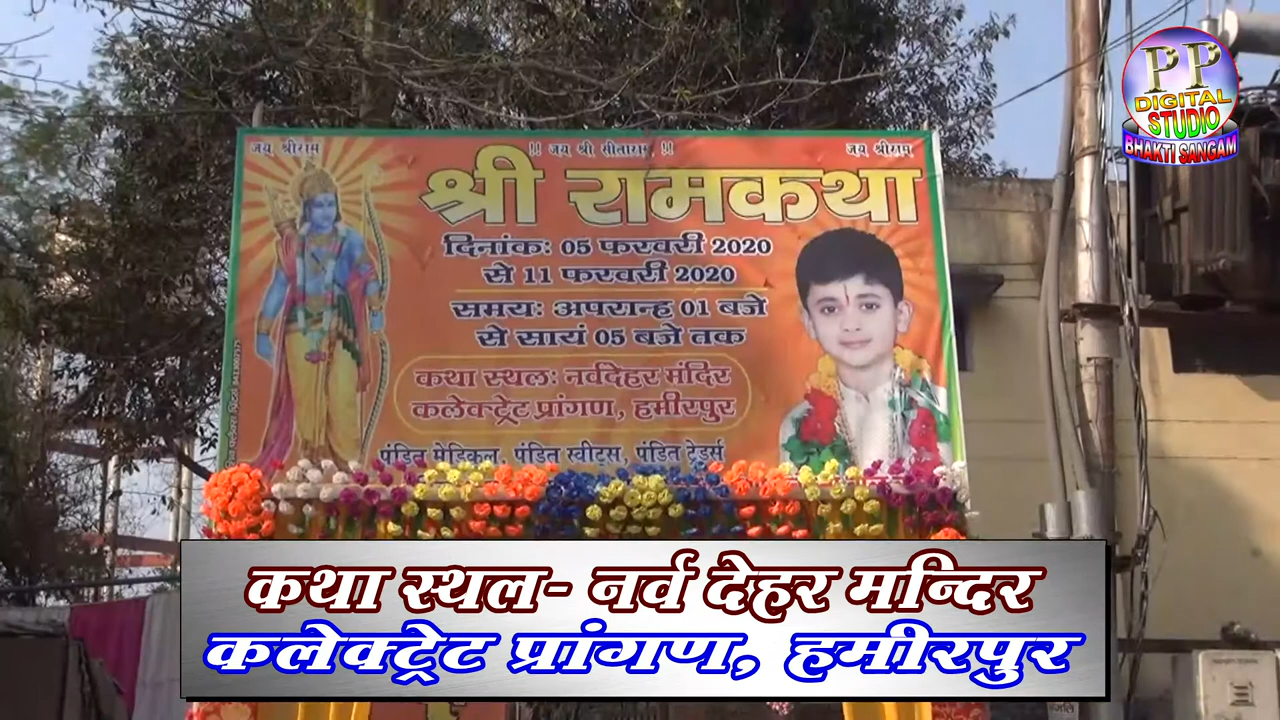 जय श्रीराम
!! जय श्री सीताराम !!
जय श्रीराम
श्री रामकथा
दिनांक: 05 फरवरी 2020
से 11 फरवरी 2020
समय: अपरान्ह 01 बजे
से सायं 05 बजे तक
कथा स्थल: नर्वदेहर मंदिर
कलेक्ट्रेट प्रांगण, हमीरपुर
पंडित मेडिकल, पंडित स्वीट्स, पंडित ट्रेडर्स
PP
DIGITAL
STUDIO
BHAKTI SANGAM
कथा स्थल- नर्व देहर मन्दिर
कलेक्ट्रेट प्रांगण, हमीरपुर